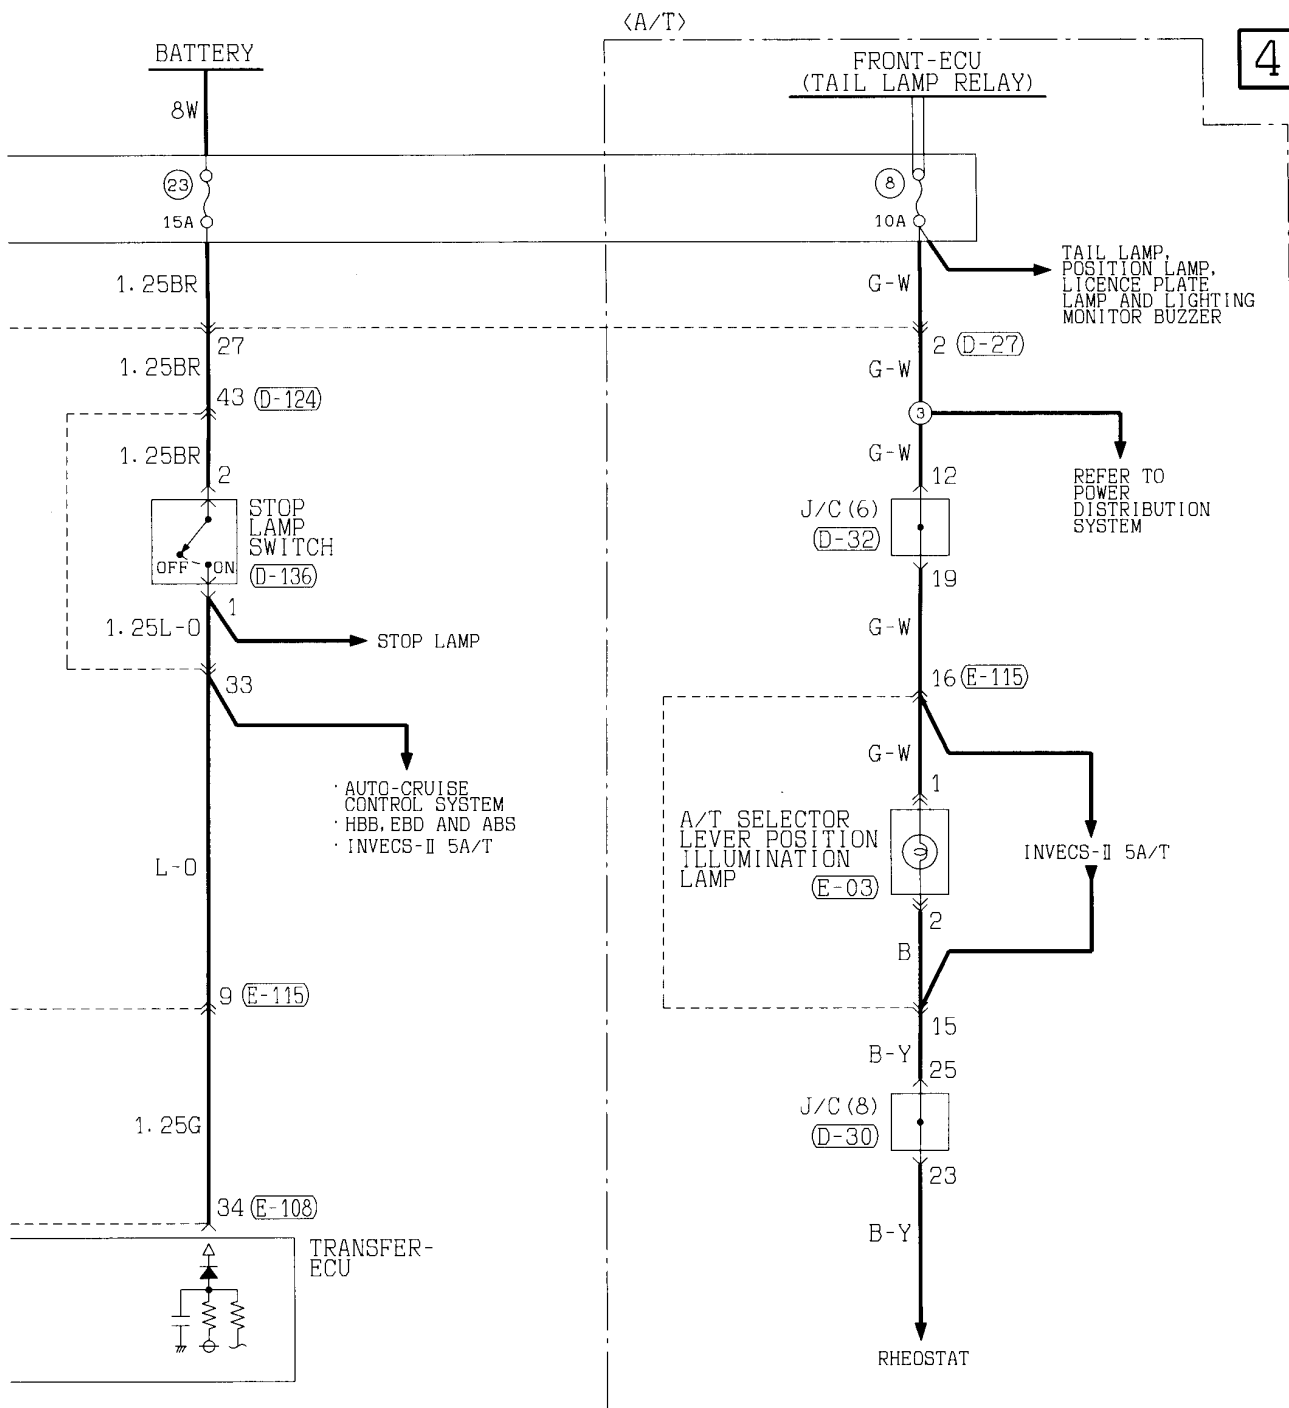 〈A/T〉
4
BATTERY
8W
23
15A
1.25BR
27
1.25BR
43 D-124
1.25BR
2
STOP
LAMP
SWITCH
D-136
OFF ON
1
1.25L-O
STOP LAMP
33
· AUTO-CRUISE
CONTROL SYSTEM
· HBB, EBD AND ABS
· INVECS-Ⅱ 5A/T
L-O
9 E-115
1.25G
34 E-108
TRANSFER-
ECU
FRONT-ECU
(TAIL LAMP RELAY)
8
10A
G-W
TAIL LAMP,
POSITION LAMP,
LICENCE PLATE
LAMP AND LIGHTING
MONITOR BUZZER
2 D-27
G-W
3
G-W
REFER TO
POWER
DISTRIBUTION
SYSTEM
12
J/C (6)
D-32
19
G-W
16 E-115
G-W
1
A/T SELECTOR
LEVER POSITION
ILLUMINATION
LAMP
E-03
INVECS-Ⅱ 5A/T
2
B
15
B-Y
25
J/C (8)
D-30
23
B-Y
RHEOSTAT